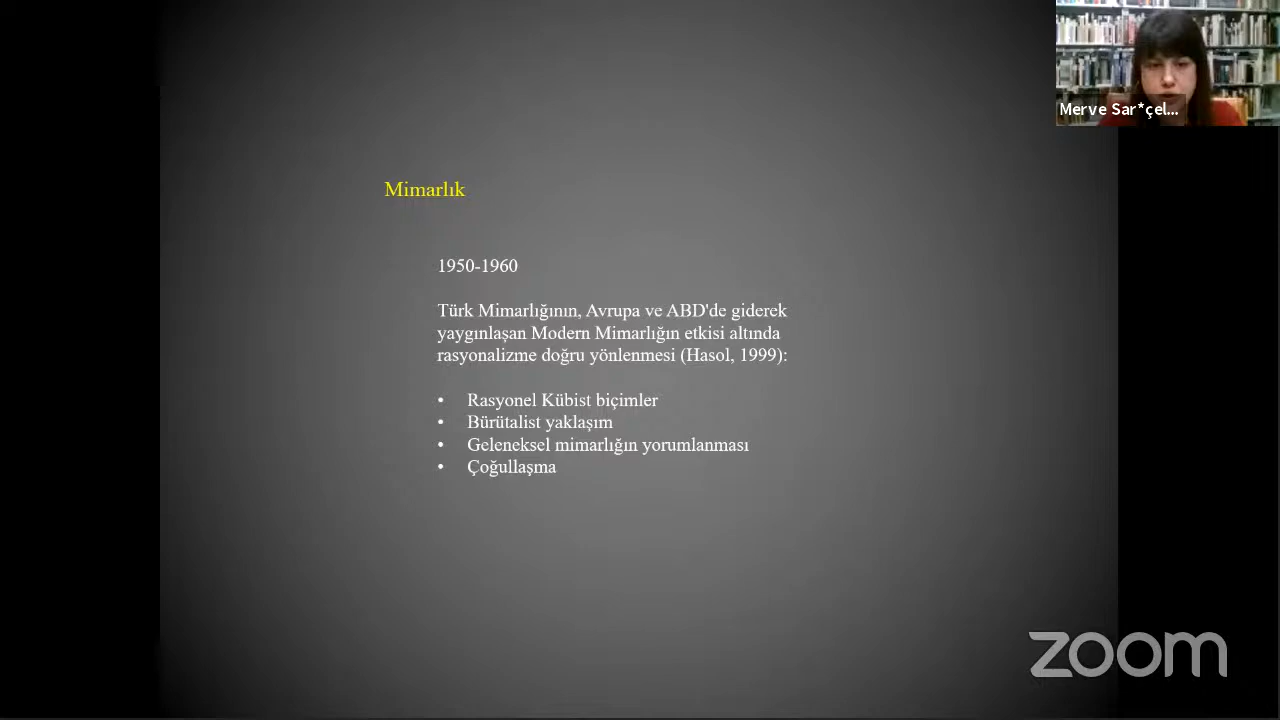 Merve Sar*çel...
Mimarlık
1950-1960
Türk Mimarlığının, Avrupa ve ABD'de giderek
yaygınlaşan Modern Mimarlığın etkisi altında
rasyonalizme doğru yönlenmesi (Hasol, 1999):
• Rasyonel Kübist biçimler
• Bürütalist yaklaşım
• Geleneksel mimarlığın yorumlanması
• Çoğullaşma
zoom